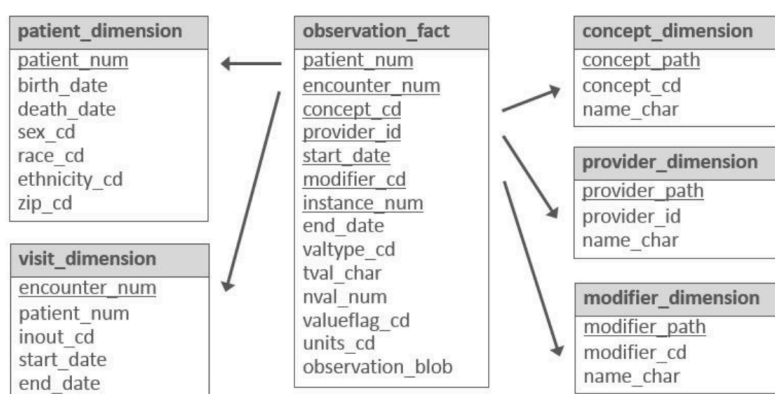 patient_dimension
patient_num
birth_date
death_date
sex_cd
race_cd
ethnicity_cd
zip_cd
visit_dimension
encounter_num
patient_num
inout_cd
start_date
end_date
observation_fact
patient_num
encounter_num
concept_cd
provider_id
start_date
modifier_cd
instance_num
end_date
valtype_cd
tval_char
nval_num
valueflag_cd
units_cd
observation_blob
concept_dimension
concept_path
concept_cd
name_char
provider_dimension
provider_path
provider_id
name_char
modifier_dimension
modifier_path
modifier_cd
name_char